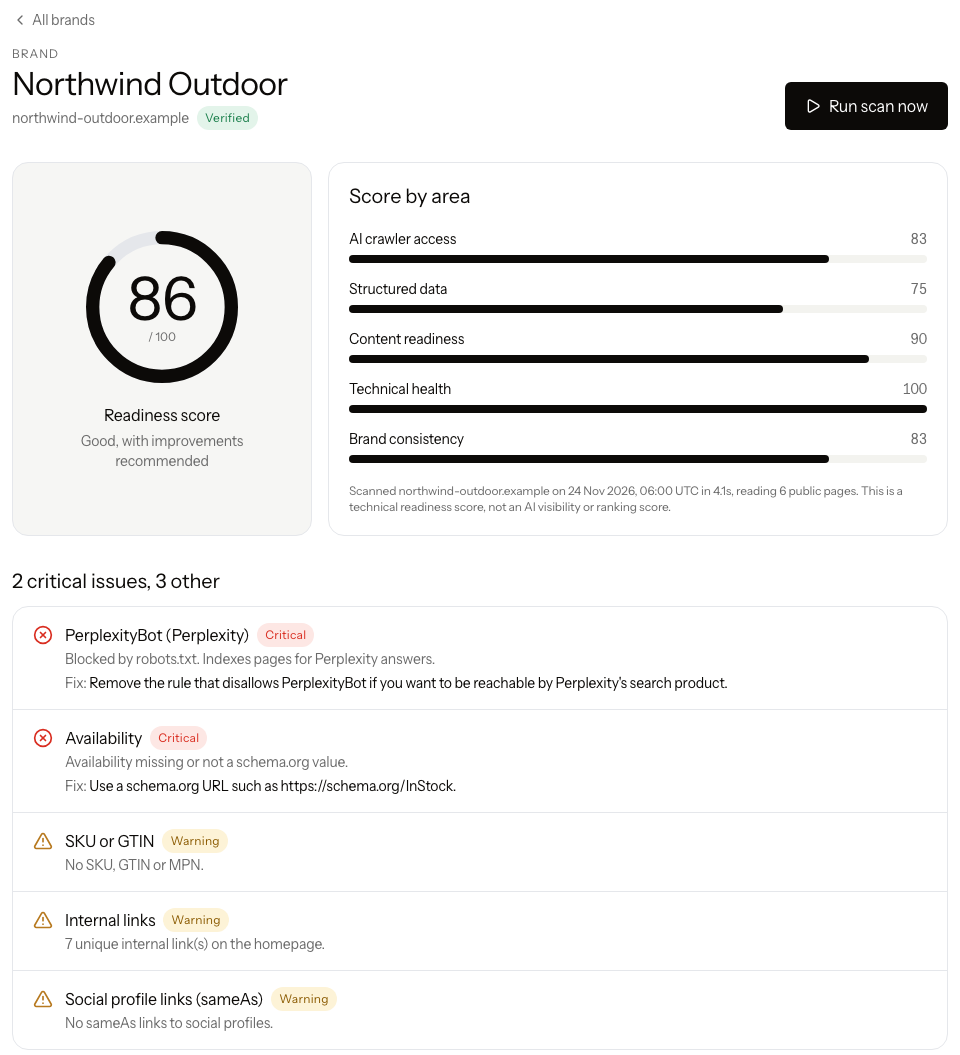 All brands
BRAND
Northwind Outdoor
northwind-outdoor.example Verified
Run scan now
86
/ 100
Readiness score
Good, with improvements
recommended
Score by area
AI crawler access 83
Structured data 75
Content readiness 90
Technical health 100
Brand consistency 83
Scanned northwind-outdoor.example on 24 Nov 2026, 06:00 UTC in 4.1s, reading 6 public pages. This is a
technical readiness score, not an AI visibility or ranking score.
2 critical issues, 3 other
PerplexityBot (Perplexity) Critical
Blocked by robots.txt. Indexes pages for Perplexity answers.
Fix: Remove the rule that disallows PerplexityBot if you want to be reachable by Perplexity's search product.
Availability Critical
Availability missing or not a schema.org value.
Fix: Use a schema.org URL such as https://schema.org/InStock.
SKU or GTIN Warning
No SKU, GTIN or MPN.
Internal links Warning
7 unique internal link(s) on the homepage.
Social profile links (sameAs) Warning
No sameAs links to social profiles.